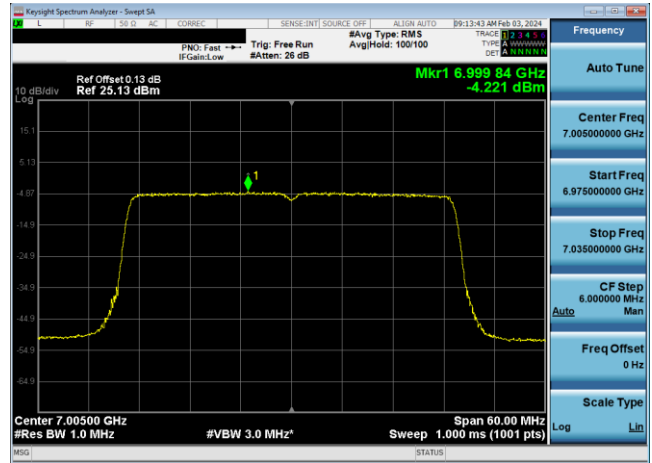 Keysight Spectrum Analyzer - Swept SA
L RF 50 Ω AC CORREC SENSE:INT SOURCE OFF ALIGN AUTO 09:13:43 AM Feb 03, 2024
PNO: Fast
IFGain:Low
Trig: Free Run
#Atten: 26 dB
#Avg Type: RMS
Avg|Hold: 100/100
TRACE 1 2 3 4 5 6
TYPE A WWWWW
DET A N N N N N
Mkr1 6.999 84 GHz
-4.221 dBm
Ref Offset 0.13 dB
10 dB/div Ref 25.13 dBm
Log
15.1
5.13
-4.87
-14.9
-24.9
-34.9
-44.9
-54.9
-64.9
1
Center 7.00500 GHz Span 60.00 MHz
#Res BW 1.0 MHz #VBW 3.0 MHz* Sweep 1.000 ms (1001 pts)
MSG STATUS
Frequency
Auto Tune
Center Freq
7.005000000 GHz
Start Freq
6.975000000 GHz
Stop Freq
7.035000000 GHz
CF Step
6.000000 MHz
Auto Man
Freq Offset
0 Hz
Scale Type
Log Lin